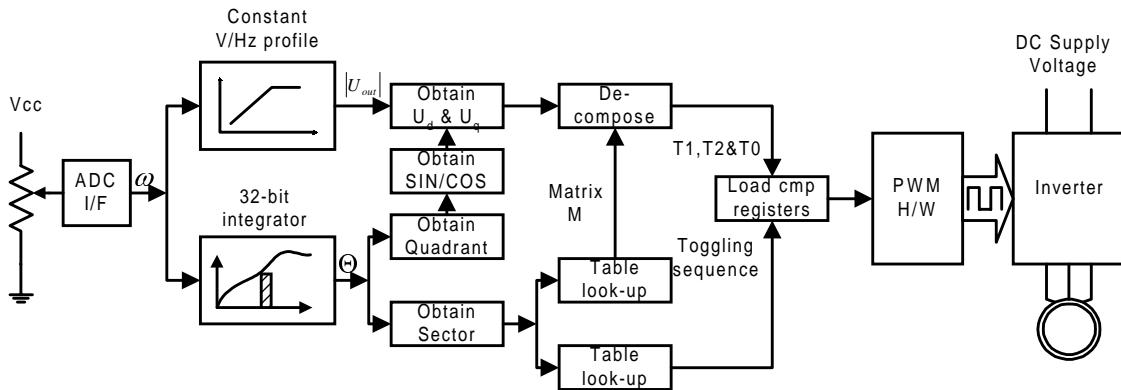 Constant
V/Hz profile
DC Supply
Voltage
Vcc
|U_out|
Obtain
U_d & U_q
De-
compose
ADC
I/F
ω
Obtain
SIN/COS
T1,T2&T0
32-bit
integrator
Matrix
M
Load cmp
registers
PWM
H/W
Inverter
Obtain
Quadrant
Toggling
sequence
Θ
Table
look-up
Obtain
Sector
Table
look-up